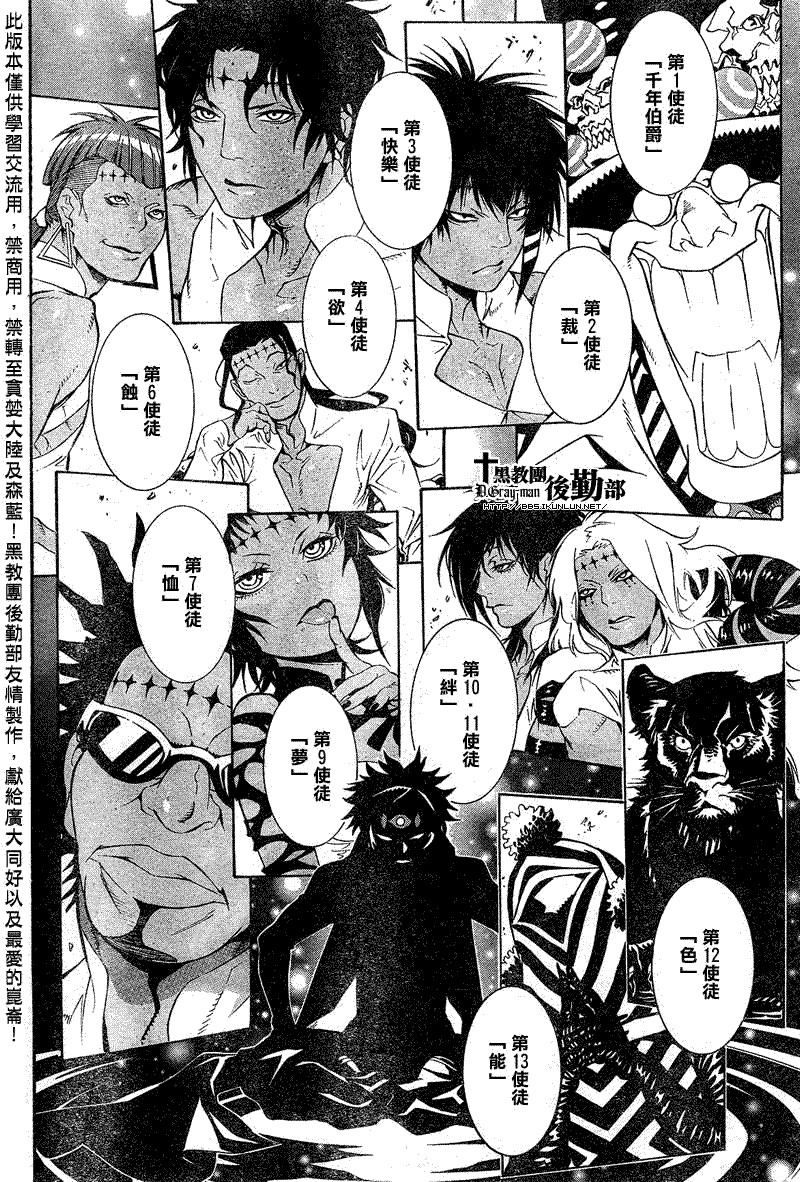 第1使徒
「千年伯爵」
第2使徒
「裁」
第3使徒
「快樂」
第4使徒
「欲」
第6使徒
「蝕」
第7使徒
「恤」
第9使徒
「夢」
第10・11使徒
「絆」
第12使徒
「色」
第13使徒
「能」
黑教團
D.Gray-man 後勤部
HTTP://BBS.IKUNLUN.NET/
此版本僅供學習交流用，禁商用，禁轉至貪婪大陸及森藍！黑教團後勤部友情製作，獻給廣大同好以及最愛的崑崙！